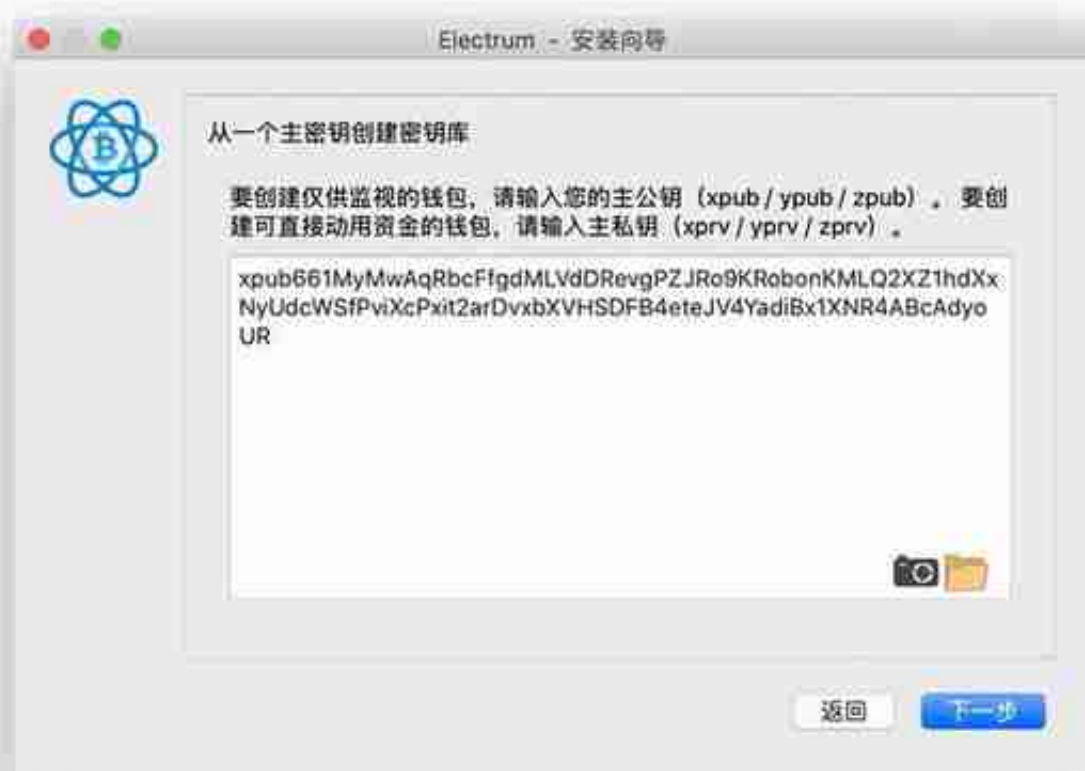 Electrum - 安装向导
从一个主密钥创建密钥库
要创建仅供监视的钱包，请输入您的主公钥（xpub / ypub / zpub）。 要创
建可直接动用资金的钱包，请输入主私钥（xprv / yprv / zprv）。
xpub661MyMwAqRbcFfgdMLVdDRevgPZJRo9KRobonKMLQ2XZ1hdXx
NyUdcWSfPviXcPxit2arDvxbXVHSDFB4eteJV4YadiBx1XNR4ABcAdyo
UR
返回
下一步